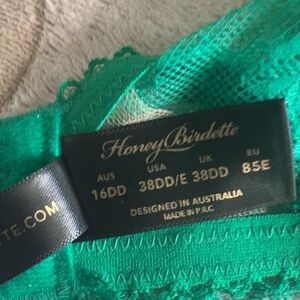 Honey Birdette
AUS USA UK EU
16DD 38DD/E 38DD 85E
DESIGNED IN AUSTRALIA
MADE IN P.R.C
TE.COM